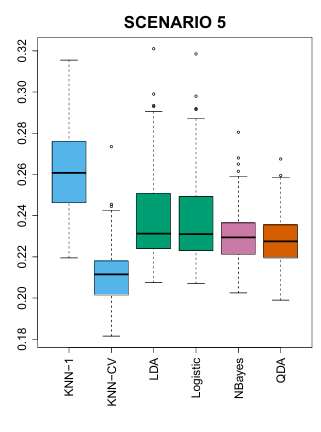 SCENARIO 5
0.32
0.30
0.28
0.26
0.24
0.22
0.20
0.18
KNN−1
KNN−CV
LDA
Logistic
NBayes
QDA